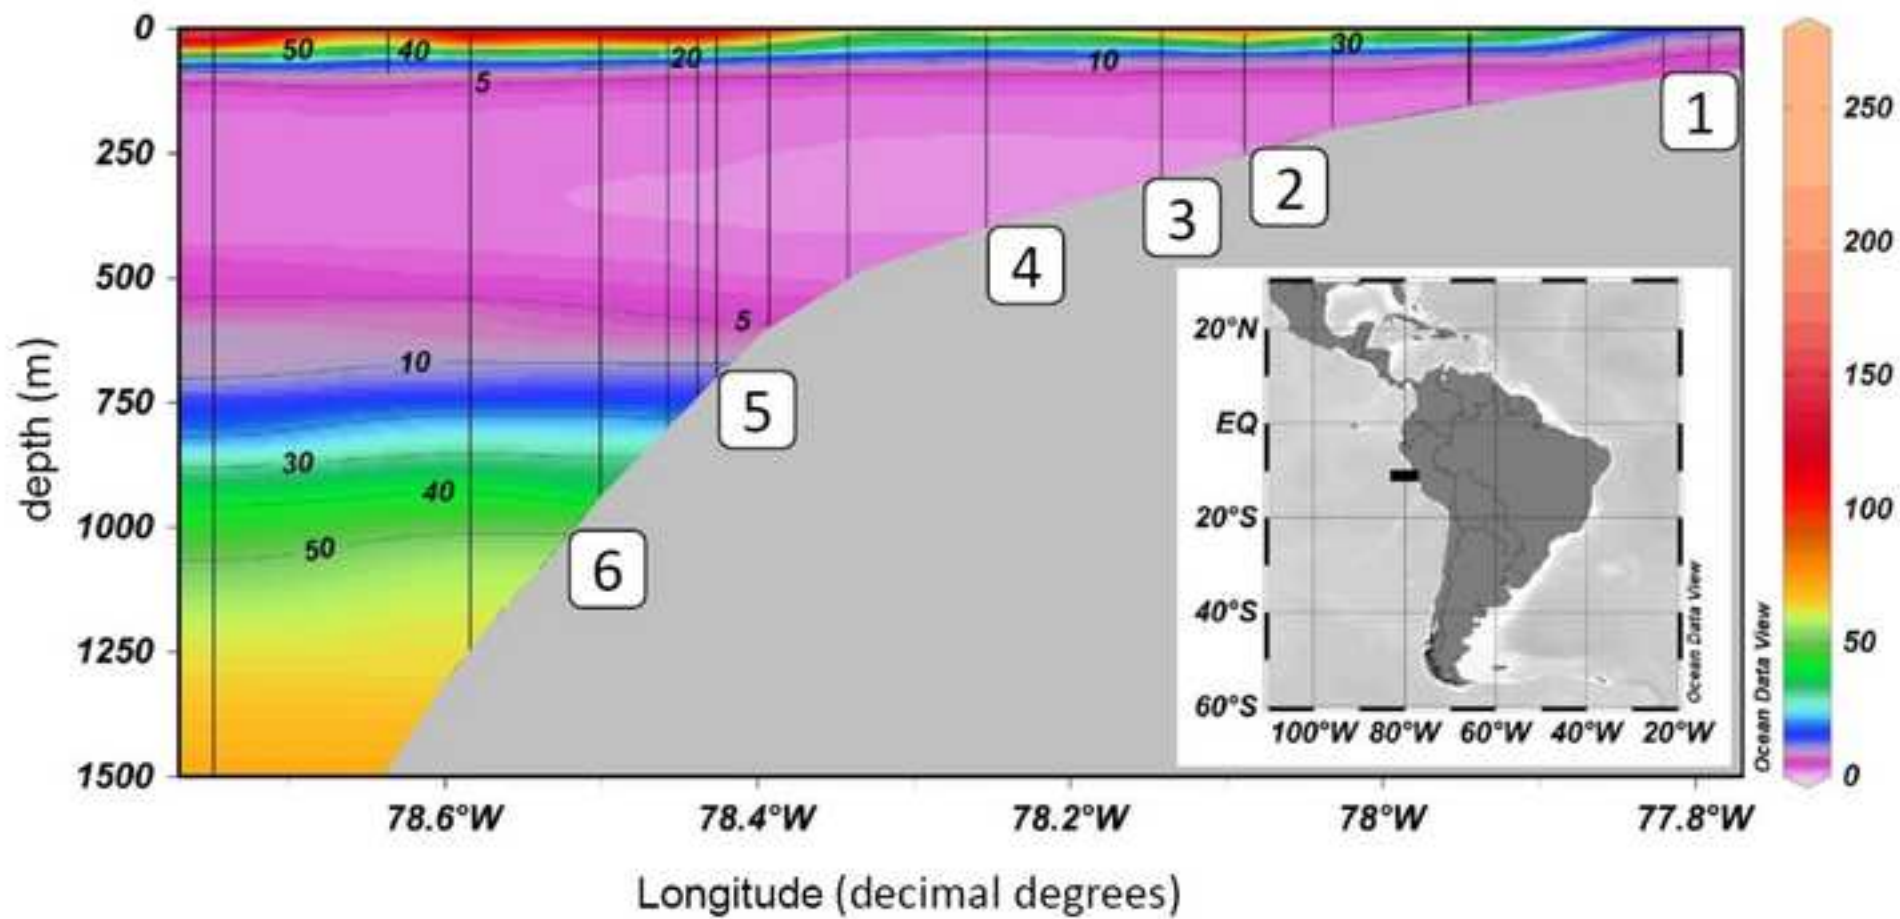 0
50
40
20
10
30
5
250
1
250
2
3
4
500
200
5
10
20°N
750
5
150
EQ
30
40
100
20°S
1000
50
6
40°S
50
1250
60°S
Ocean Data View
Ocean Data View
0
1500
100°W 80°W 60°W 40°W 20°W
78.6°W 78.4°W 78.2°W 78°W 77.8°W
depth (m)
Longitude (decimal degrees)